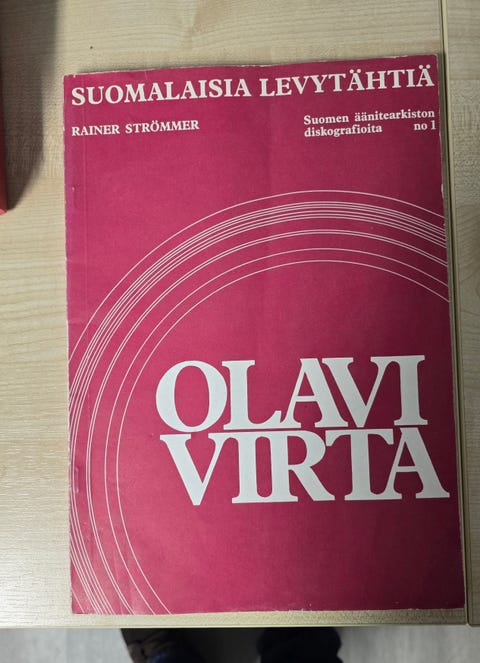 SUOMALAISIA LEVYTÄHTIÄ
RAINER STRÖMMER
Suomen äänitearkiston
diskografioita no 1
OLAVI
VIRTA